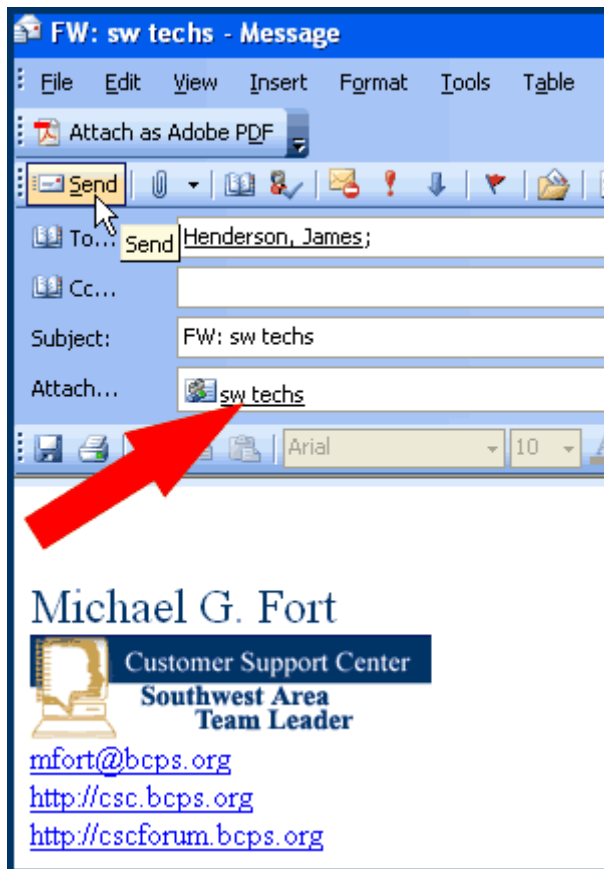 FW: sw techs - Message
File Edit View Insert Format Tools Table
Attach as Adobe PDF
Send
To... Send Henderson, James;
Cc...
Subject: FW: sw techs
Attach... sw techs
Arial 10
Michael G. Fort
Customer Support Center
Southwest Area
Team Leader
mfort@bcps.org
http://csc.bcps.org
http://cscforum.bcps.org